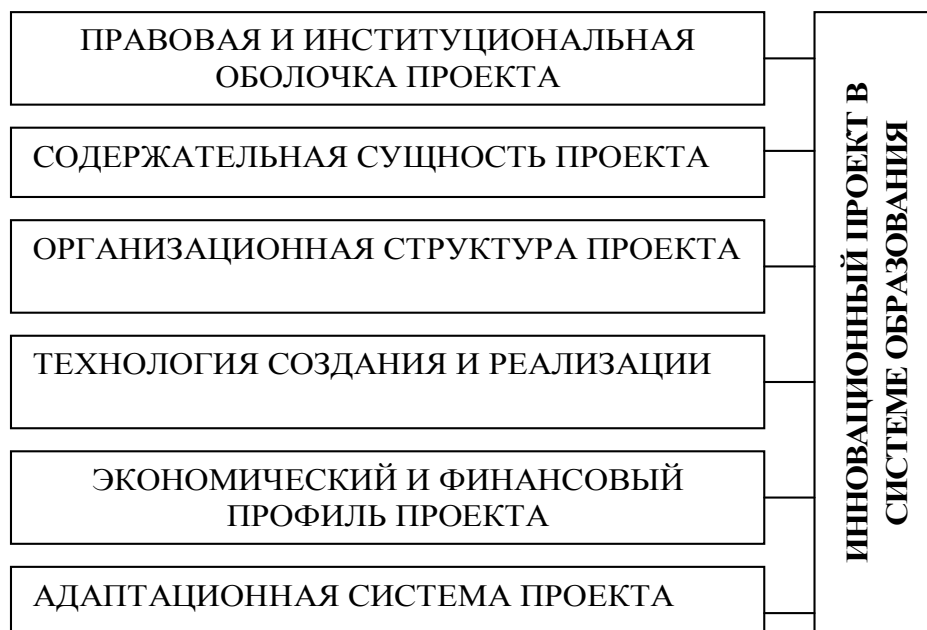 ПРАВОВАЯ И ИНСТИТУЦИОНАЛЬНАЯ
ОБОЛОЧКА ПРОЕКТА
СОДЕРЖАТЕЛЬНАЯ СУЩНОСТЬ ПРОЕКТА
ОРГАНИЗАЦИОННАЯ СТРУКТУРА ПРОЕКТА
ТЕХНОЛОГИЯ СОЗДАНИЯ И РЕАЛИЗАЦИИ
ЭКОНОМИЧЕСКИЙ И ФИНАНСОВЫЙ
ПРОФИЛЬ ПРОЕКТА
АДАПТАЦИОННАЯ СИСТЕМА ПРОЕКТА
ИННОВАЦИОННЫЙ ПРОЕКТ В
СИСТЕМЕ ОБРАЗОВАНИЯ